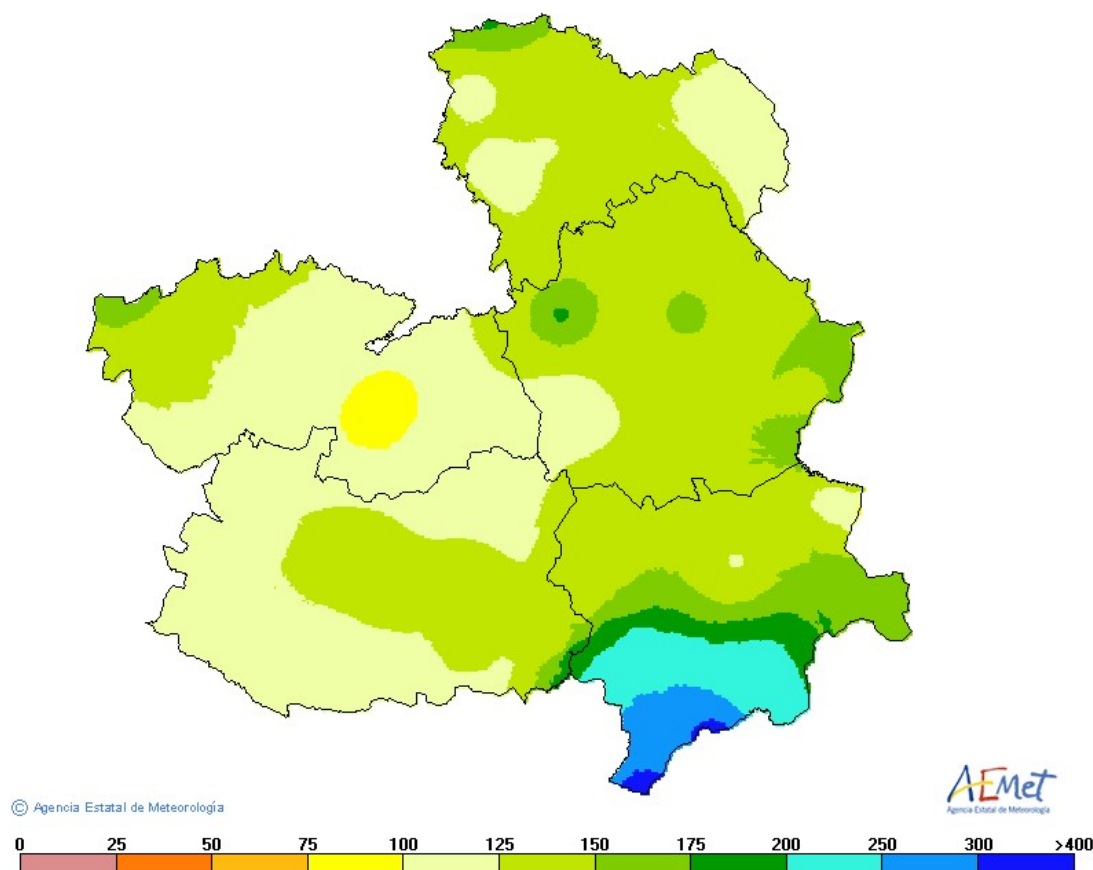 AEMet
Agencia Estatal de Meteorología
© Agencia Estatal de Meteorología
0 25 50 75 100 125 150 175 200 250 300 >400